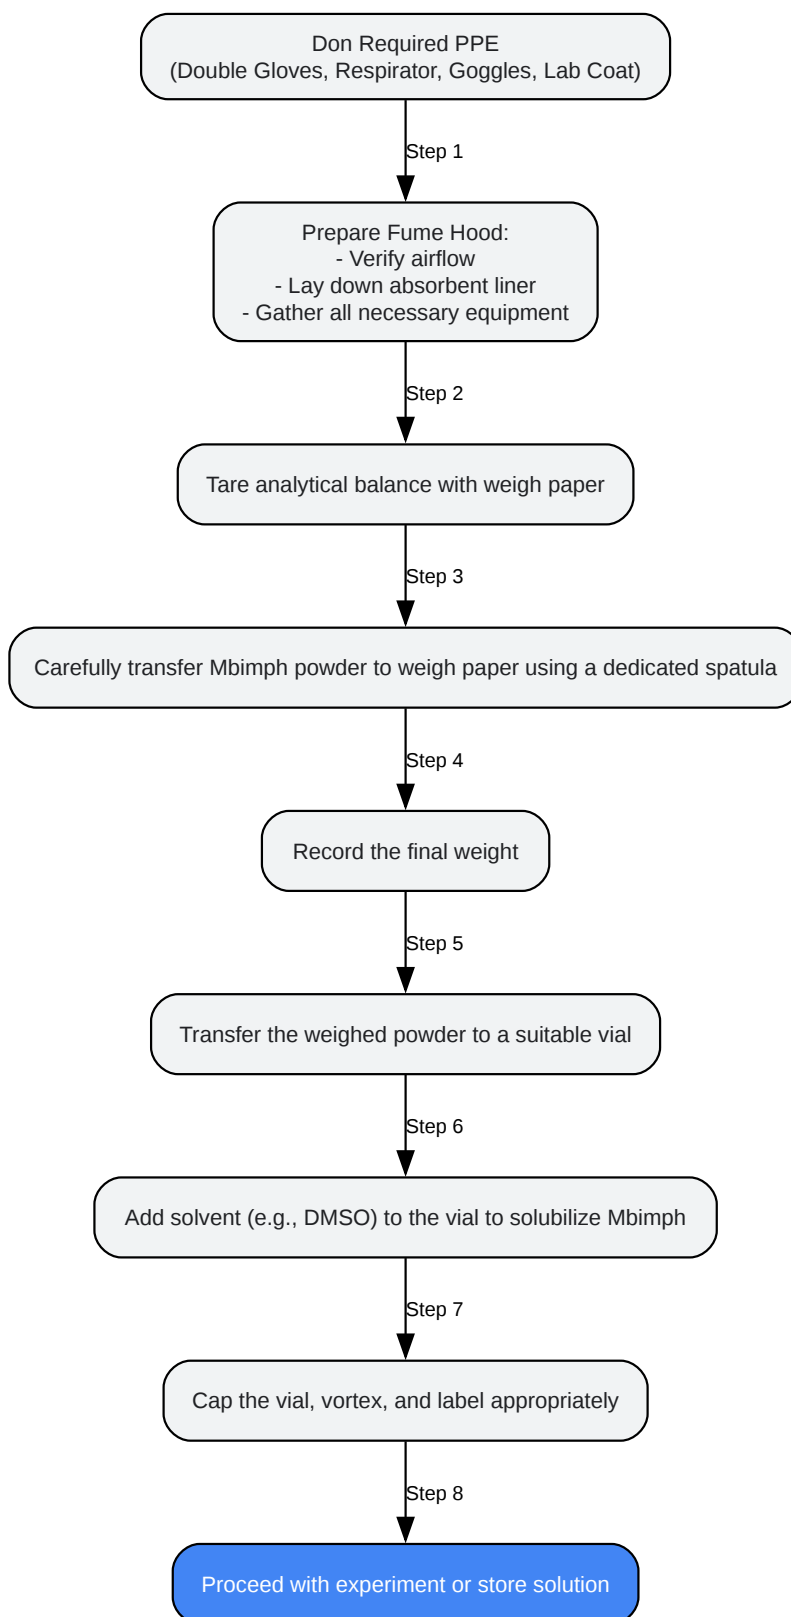 Don Required PPE
(Double Gloves, Respirator, Goggles, Lab Coat)
Step 1
Prepare Fume Hood:
- Verify airflow
- Lay down absorbent liner
- Gather all necessary equipment
Step 2
Tare analytical balance with weigh paper
Step 3
Carefully transfer Mbimph powder to weigh paper using a dedicated spatula
Step 4
Record the final weight
Step 5
Transfer the weighed powder to a suitable vial
Step 6
Add solvent (e.g., DMSO) to the vial to solubilize Mbimph
Step 7
Cap the vial, vortex, and label appropriately
Step 8
Proceed with experiment or store solution